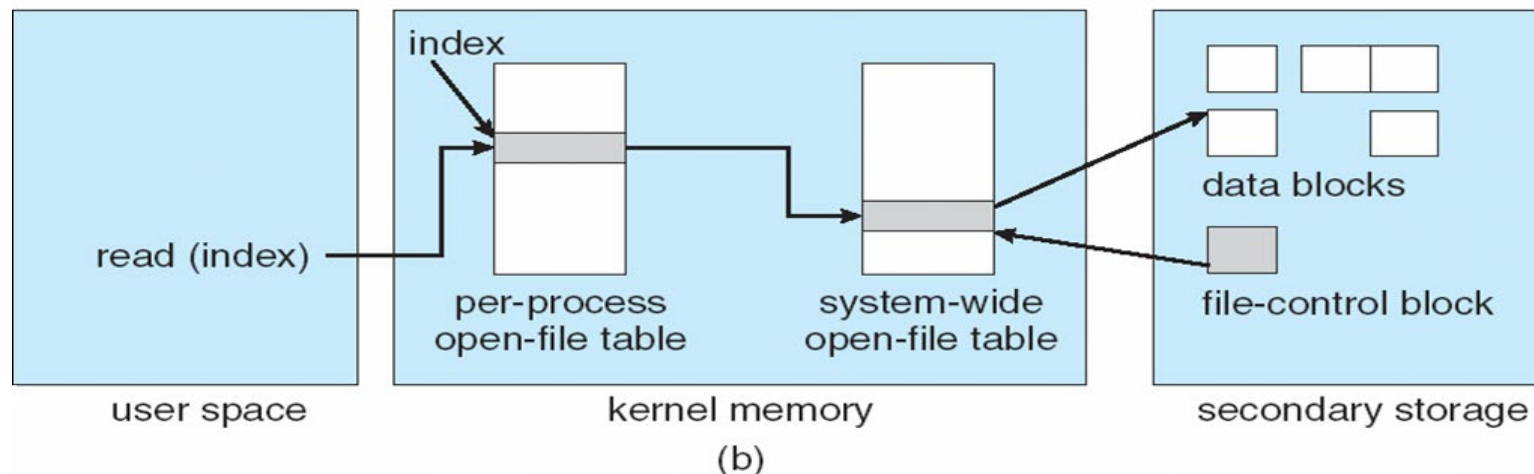 index
read (index)
per-process
open-file table
system-wide
open-file table
data blocks
file-control block
user space
kernel memory
secondary storage
(b)